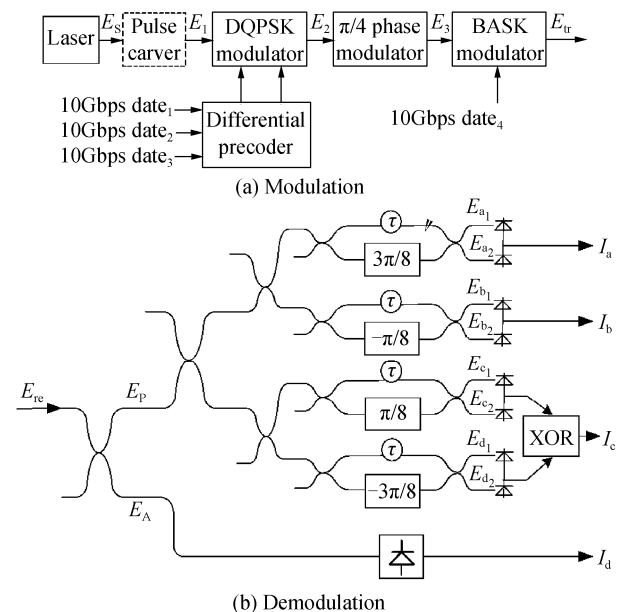 Laser
E_S
Pulse carver
E_1
DQPSK modulator
E_2
π/4 phase modulator
E_3
BASK modulator
E_tr
10Gbps date_1
10Gbps date_2
10Gbps date_3
Differential precoder
10Gbps date_4
(a) Modulation
τ
3π/8
E_a1
E_a2
I_a
τ
−π/8
E_b1
E_b2
I_b
τ
π/8
E_c1
E_c2
τ
−3π/8
E_d1
E_d2
XOR
I_c
E_re
E_P
E_A
I_d
(b) Demodulation